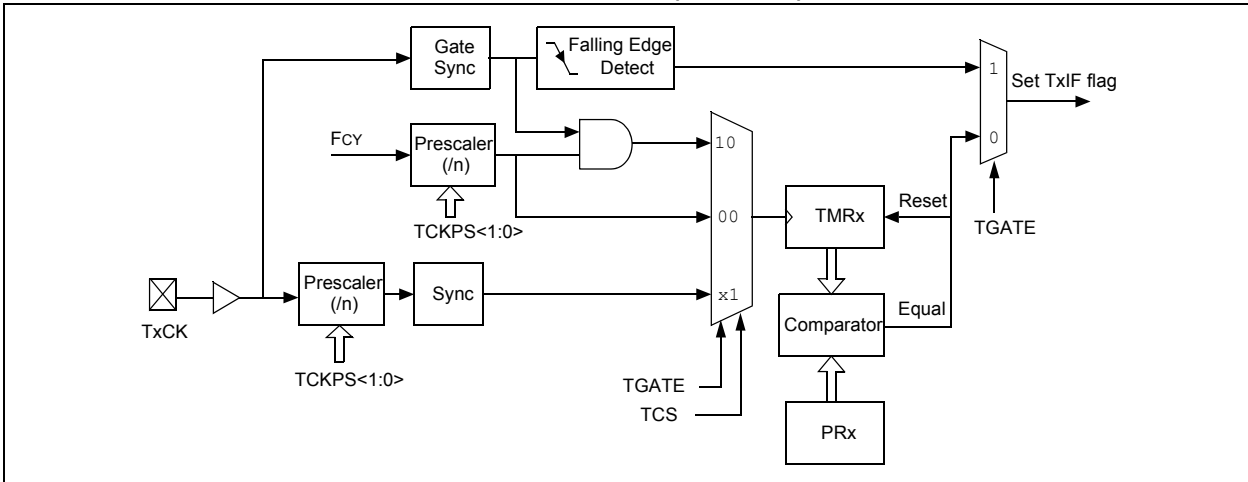 Gate
Sync
Falling Edge
Detect
1
Set TxIF flag
0
TGATE
FCY
Prescaler
(/n)
TCKPS<1:0>
10
00
x1
TMRx
Reset
TxCK
Prescaler
(/n)
Sync
TCKPS<1:0>
Comparator
Equal
TGATE
TCS
PRx